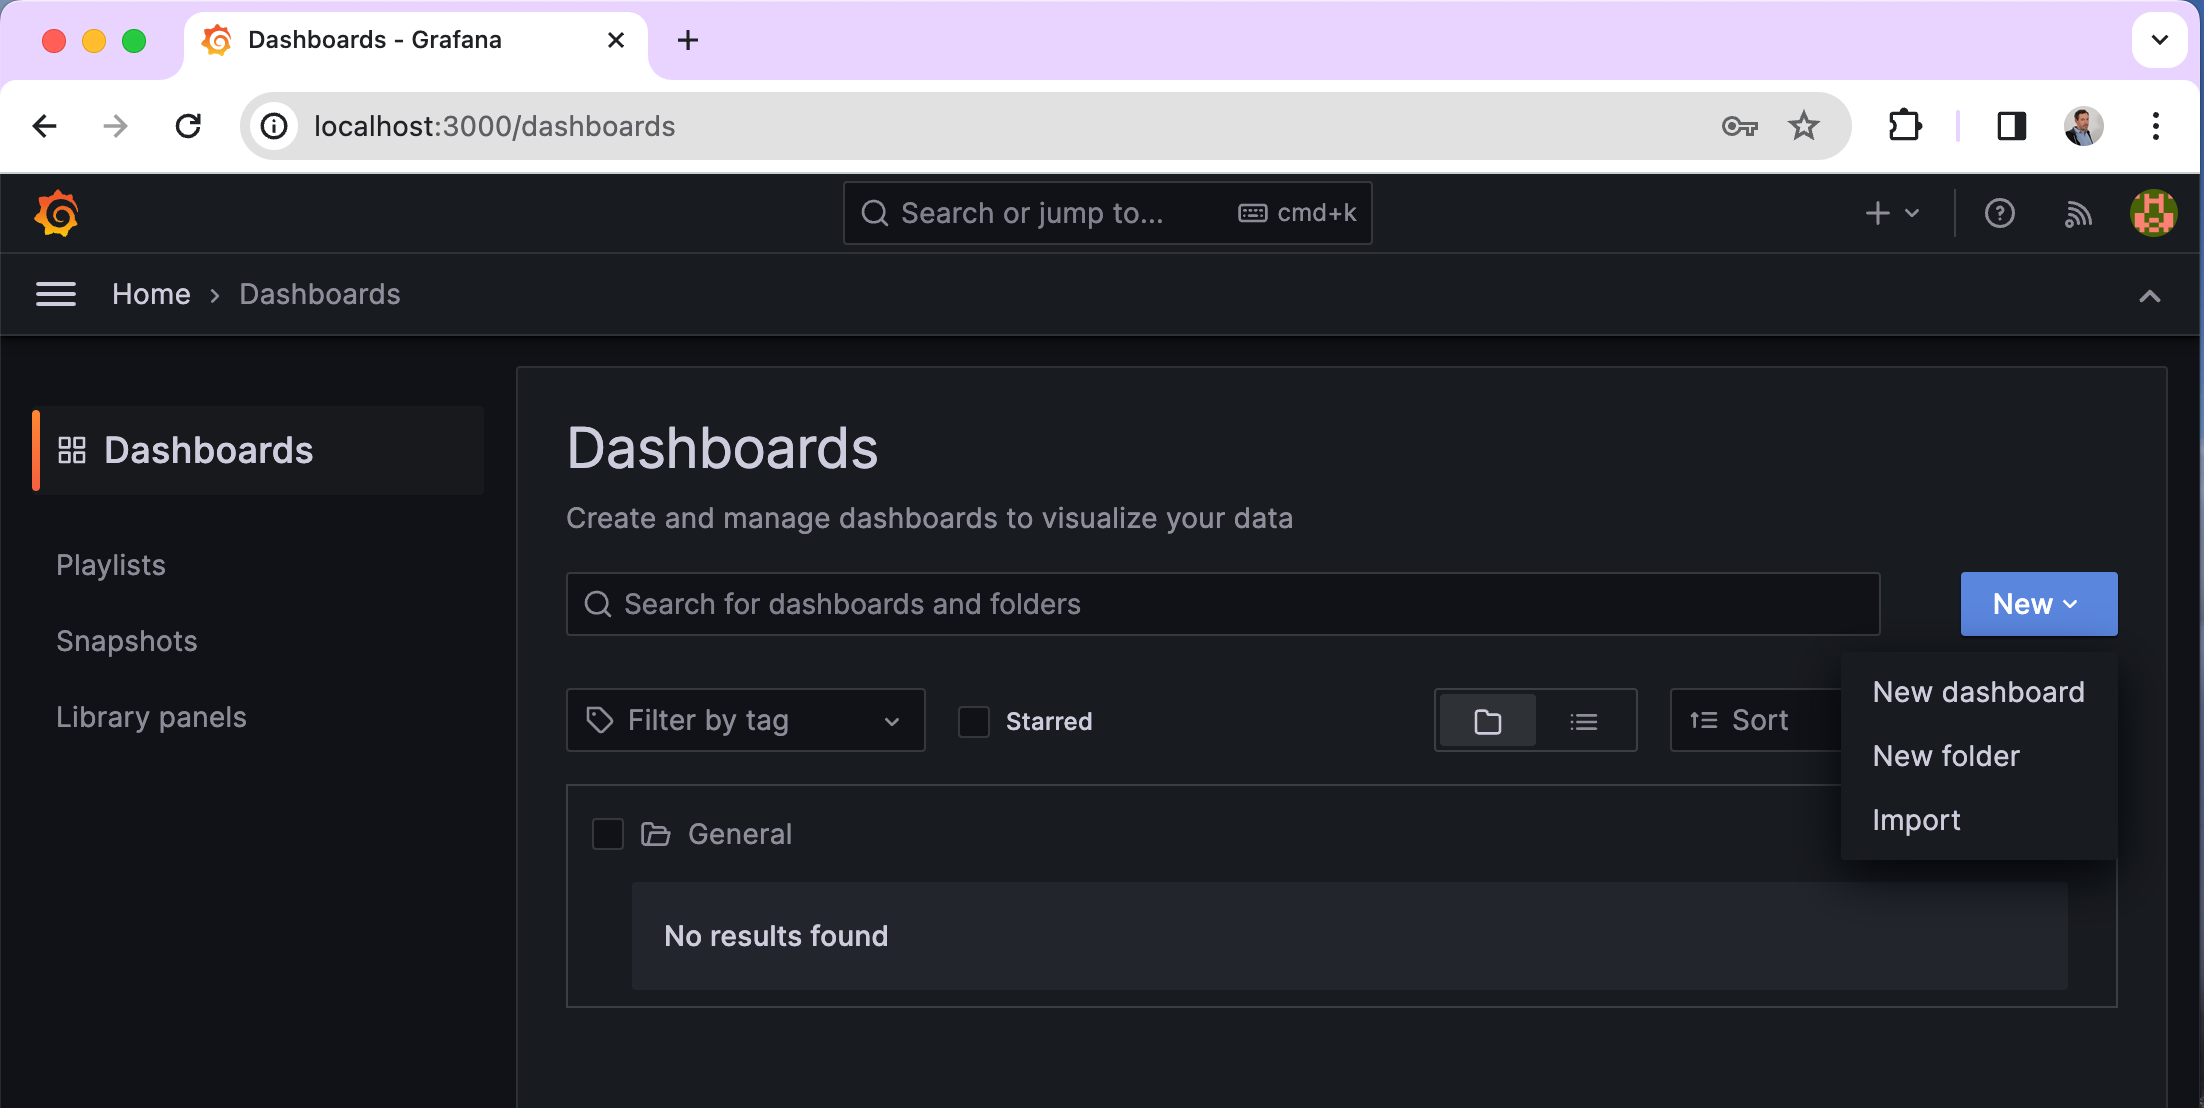 Dashboards - Grafana
localhost:3000/dashboards
Search or jump to... cmd+k
Home › Dashboards
Dashboards
Playlists
Snapshots
Library panels
Dashboards
Create and manage dashboards to visualize your data
Search for dashboards and folders
New
New dashboard
New folder
Import
Filter by tag
Starred
Sort
General
No results found